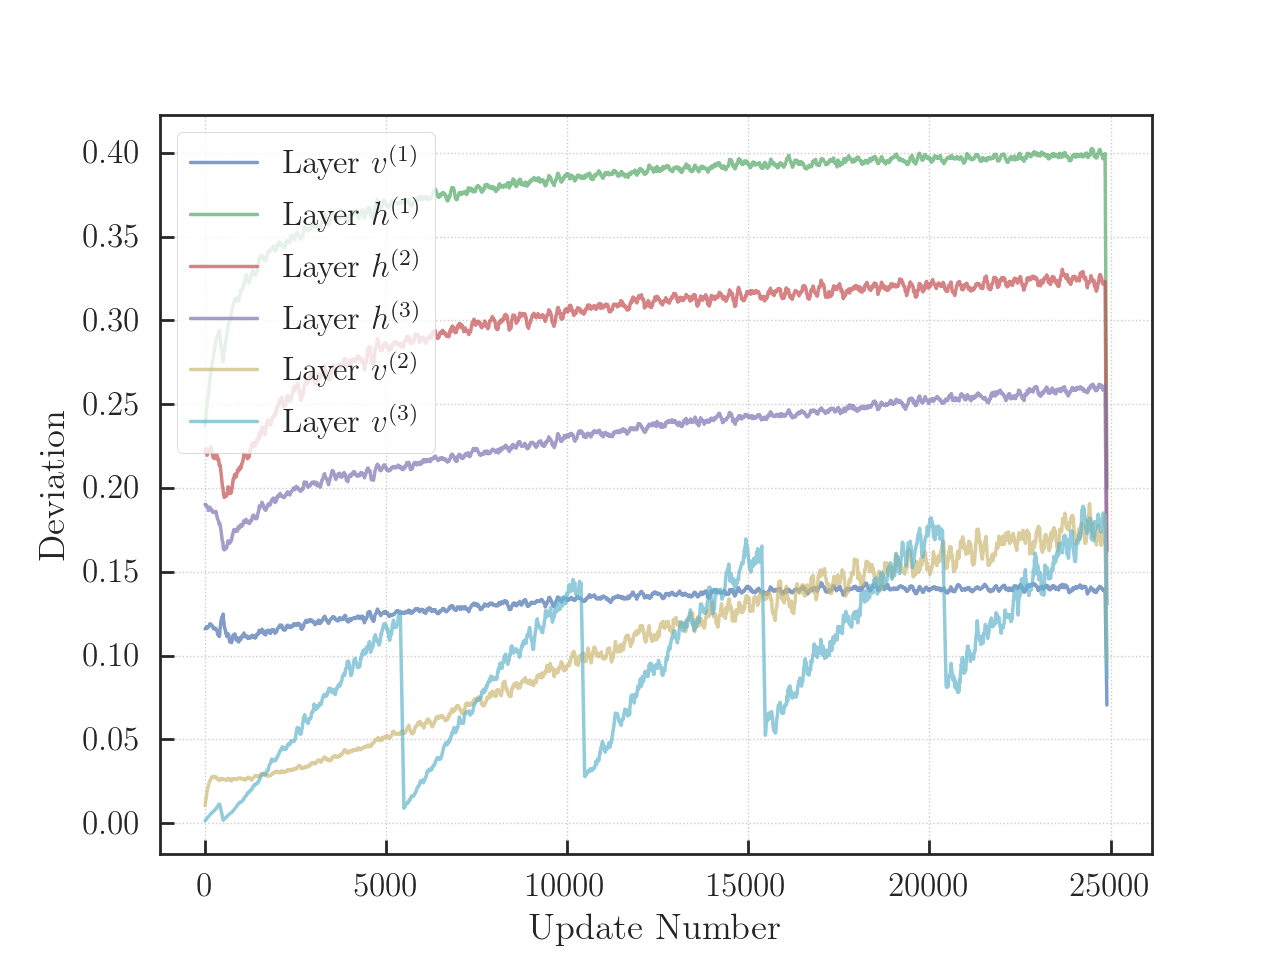 Layer v⁽¹⁾
Layer h⁽¹⁾
Layer h⁽²⁾
Layer h⁽³⁾
Layer v⁽²⁾
Layer v⁽³⁾
Deviation
0.40
0.35
0.30
0.25
0.20
0.15
0.10
0.05
0.00
0 5000 10000 15000 20000 25000
Update Number